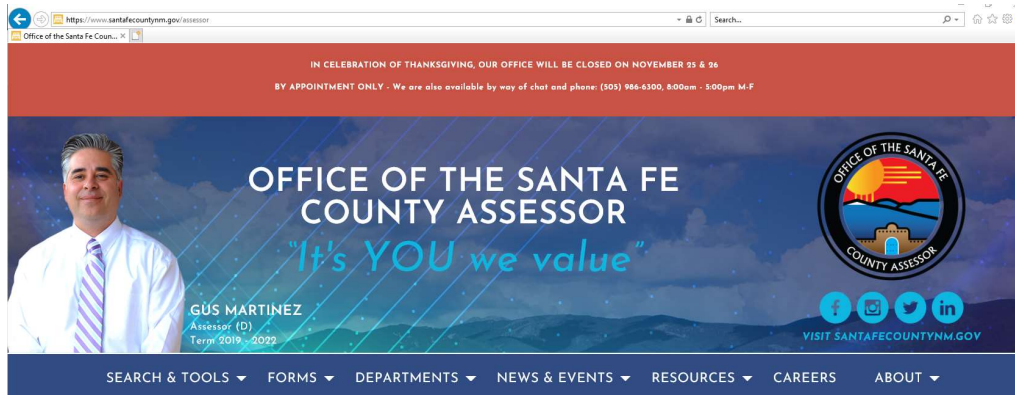 https://www.santafecountynm.gov/assessor
Search...
Office of the Santa Fe Coun...
IN CELEBRATION OF THANKSGIVING, OUR OFFICE WILL BE CLOSED ON NOVEMBER 25 & 26
BY APPOINTMENT ONLY - We are also available by way of chat and phone: (505) 986-6300, 8:00am - 5:00pm M-F
OFFICE OF THE SANTA FE
COUNTY ASSESSOR
"It's YOU we value"
OFFICE OF THE SANTA FE
COUNTY ASSESSOR
GUS MARTINEZ
Assessor (D)
Term 2019 - 2022
f
in
VISIT SANTAFECOUNTYNM.GOV
SEARCH & TOOLS FORMS DEPARTMENTS NEWS & EVENTS RESOURCES CAREERS ABOUT